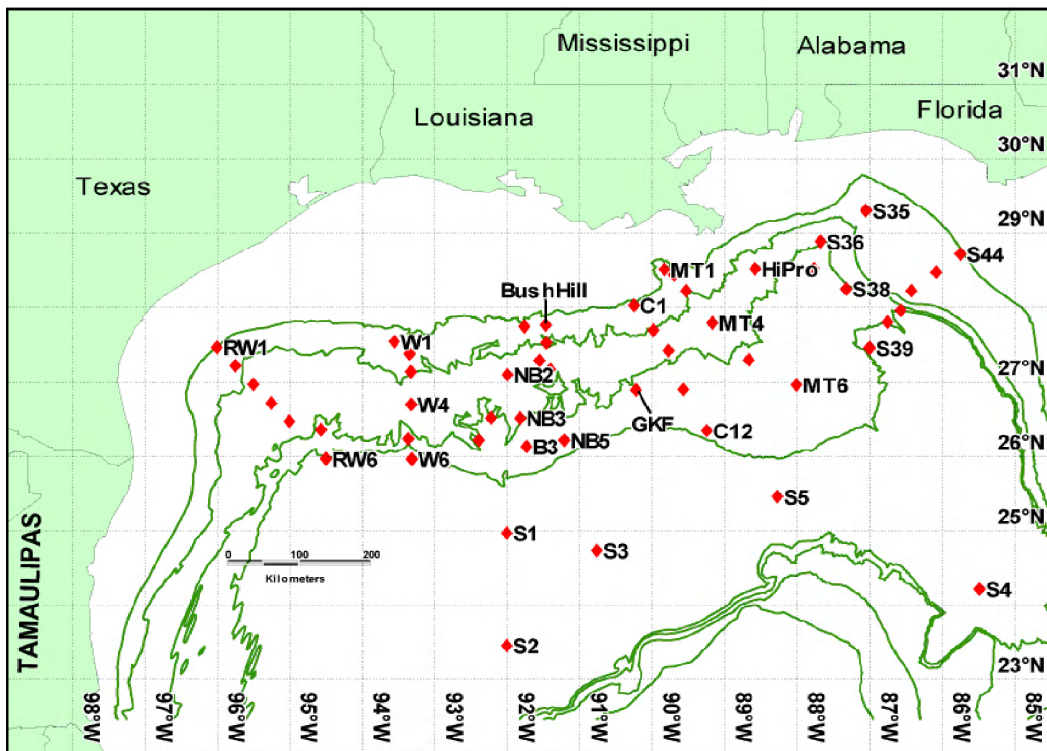 Mississippi
Alabama
31°N
Louisiana
Florida
30°N
Texas
S35
29°N
S36
S44
MT1
HiPro
S38
28°N
BushHill
C1
MT4
W1
RW1
S39
27°N
NB2
MT6
W4
NB3
GKF
C12
B3
NB5
26°N
RW6
W6
S5
S1
25°N
S3
0 100 200
Kilometers
S4
TAMAULIPAS
S2
23°N
98°W
97°W
96°W
95°W
94°W
93°W
92°W
91°W
90°W
89°W
88°W
87°W
86°W
85°W